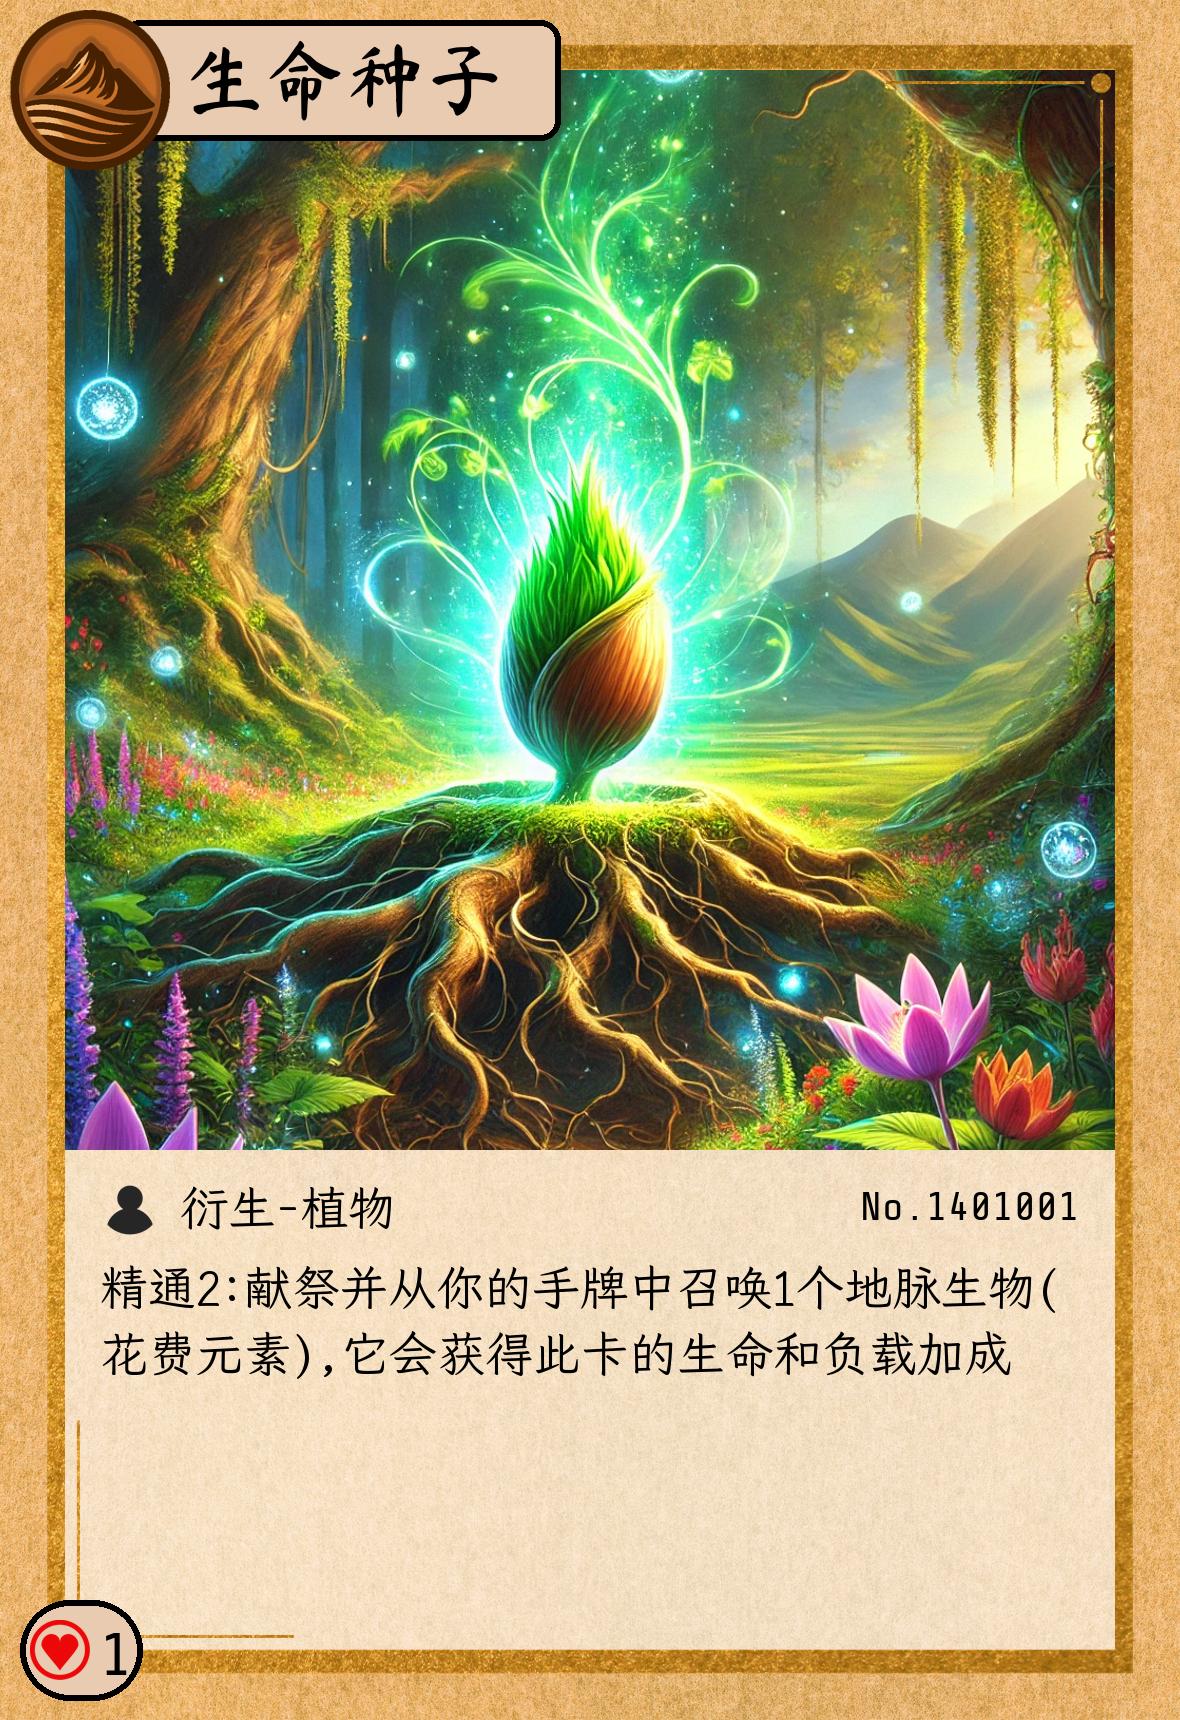 生命种子
衍生-植物
No.1401001
精通2:献祭并从你的手牌中召唤1个地脉生物(
花费元素),它会获得此卡的生命和负载加成
1